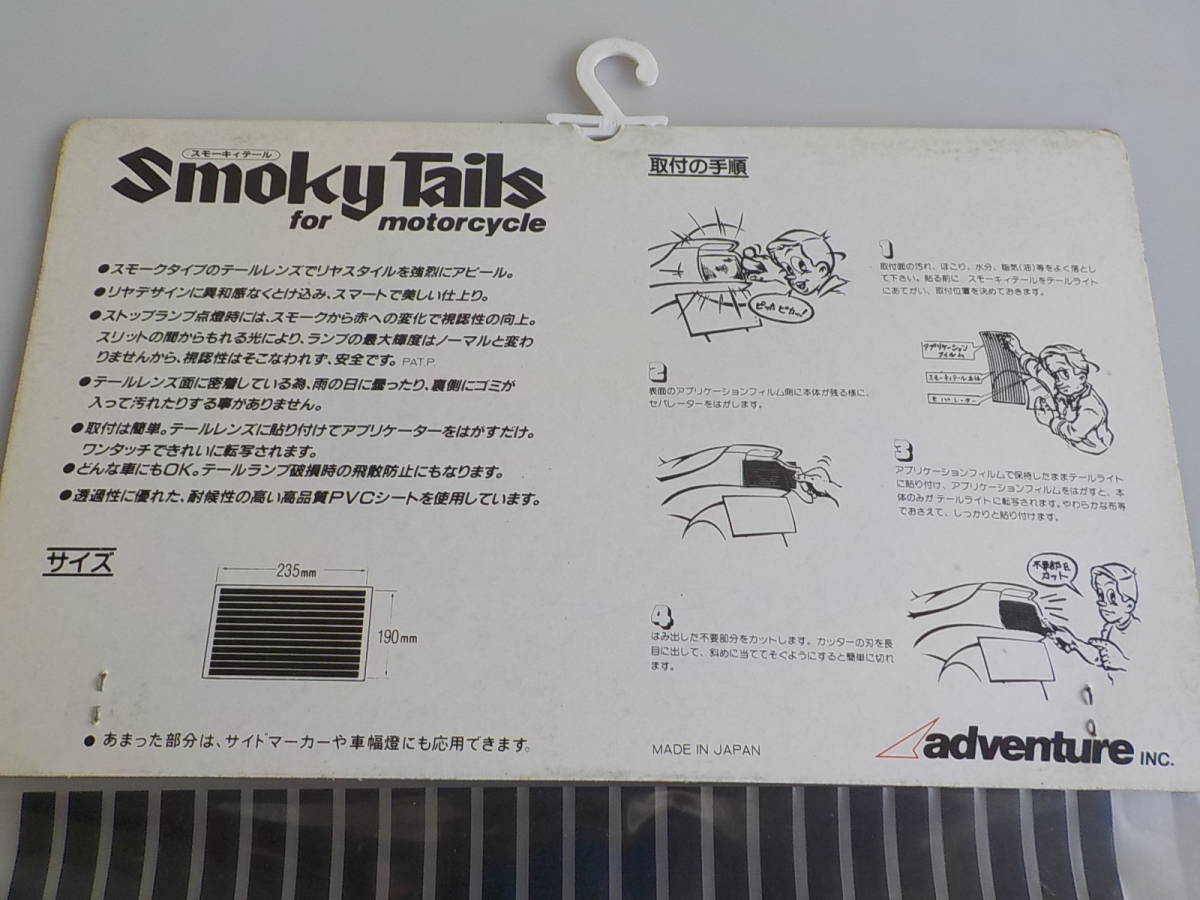 スモーキィテール
Smoky Tails
for motorcycle
●スモークタイプのテールレンズでリヤスタイルを強烈にアピール。
●リヤデザインに異和感なくとけ込み、スマートで美しい仕上り。
●ストップランプ点燈時には、スモークから赤への変化で視認性の向上。
スリットの間からもれる光により、ランプの最大輝度はノーマルと変わ
りませんから、視認性はそこなわれず、安全です。PAT.P.
●テールレンズ面に密着している為、雨の日に曇ったり、裏側にゴミが
入って汚れたりする事がありません。
●取付は簡単。テールレンズに貼り付けてアプリケーターをはがすだけ。
ワンタッチできれいに転写されます。
●どんな車にもOK。テールランプ破損時の飛散防止にもなります。
●透過性に優れた、耐候性の高い高品質PVCシートを使用しています。
サイズ
235mm
190mm
●あまった部分は、サイドマーカーや車幅燈にも応用できます。
取付の手順
ピッカピカッ!
1
取付面の汚れ、ほこり、水分、脂気(油)等をよく落とし
て下さい。貼る前に、スモーキィテールをテールライト
にあてがい、取付位置を決めておきます。
2
表面のアプリケーションフィルム側に本体が残る様に、
セパレーターをはがします。
アプリケーション
フィルム
スモーキィテール本体
セパレーター
3
アプリケーションフィルムで保持したままテールライト
に貼り付け、アプリケーションフィルムをはがすと、本
体のみがテールライトに転写されます。やわらかな布等
でおさえて、しっかりと貼り付けます。
4
はみ出した不要部分をカットします。カッターの刃を長
目に出して、斜めに当ててそぐようにすると簡単に切れ
ます。
不要部を
カット
MADE IN JAPAN
adventure INC.